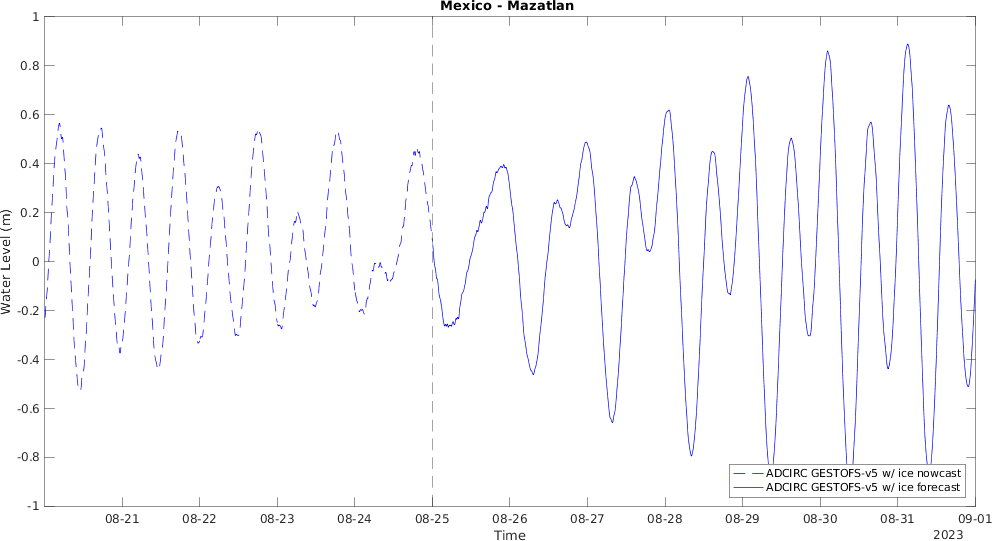 Mexico - Mazatlan
1
0.8
0.6
0.4
0.2
0
-0.2
-0.4
-0.6
-0.8
-1
Water Level (m)
ADCIRC GESTOFS-v5 w/ ice nowcast
ADCIRC GESTOFS-v5 w/ ice forecast
08-21 08-22 08-23 08-24 08-25 08-26 08-27 08-28 08-29 08-30 08-31 09-01
Time
2023